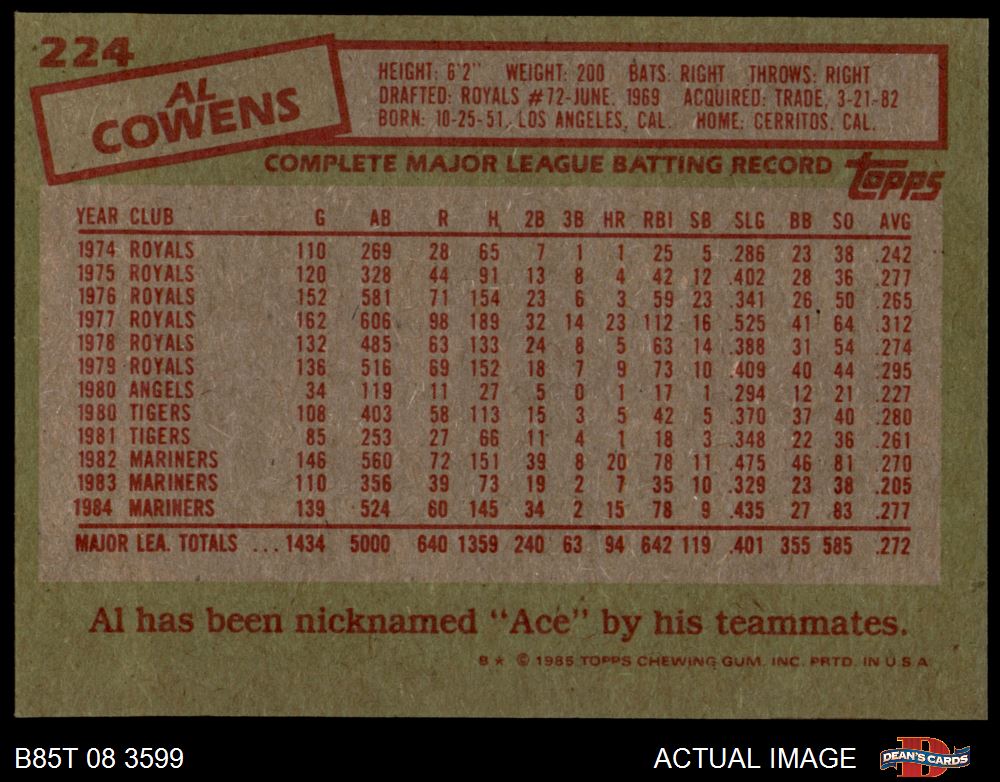 224
AL
COWENS
HEIGHT: 6'2" WEIGHT: 200 BATS: RIGHT THROWS: RIGHT
DRAFTED: ROYALS #72-JUNE, 1969 ACQUIRED: TRADE, 3-21-82
BORN: 10-25-51, LOS ANGELES, CAL. HOME: CERRITOS, CAL.
COMPLETE MAJOR LEAGUE BATTING RECORD
Topps
YEAR CLUB G AB R H 2B 3B HR RBI SB SLG BB SO AVG
1974 ROYALS 110 269 28 65 7 1 1 25 5 .286 23 38 .242
1975 ROYALS 120 328 44 91 13 8 4 42 12 .402 28 36 .277
1976 ROYALS 152 581 71 154 23 6 3 59 23 .341 26 50 .265
1977 ROYALS 162 606 98 189 32 14 23 112 16 .525 41 64 .312
1978 ROYALS 132 485 63 133 24 8 5 63 14 .388 31 54 .274
1979 ROYALS 136 516 69 152 18 7 9 73 10 .409 40 44 .295
1980 ANGELS 34 119 11 27 5 0 1 17 1 .294 12 21 .227
1980 TIGERS 108 403 58 113 15 3 5 42 5 .370 37 40 .280
1981 TIGERS 85 253 27 66 11 4 1 18 3 .348 22 36 .261
1982 MARINERS 146 560 72 151 39 8 20 78 11 .475 46 81 .270
1983 MARINERS 110 356 39 73 19 2 7 35 10 .329 23 38 .205
1984 MARINERS 139 524 60 145 34 2 15 78 9 .435 27 83 .277
MAJOR LEA. TOTALS ... 1434 5000 640 1359 240 63 94 642 119 .401 355 585 .272
Al has been nicknamed "Ace" by his teammates.
B★ © 1985 TOPPS CHEWING GUM, INC. PRTD. IN U.S.A.
B85T 08 3599
ACTUAL IMAGE
D
DEAN'S CARDS